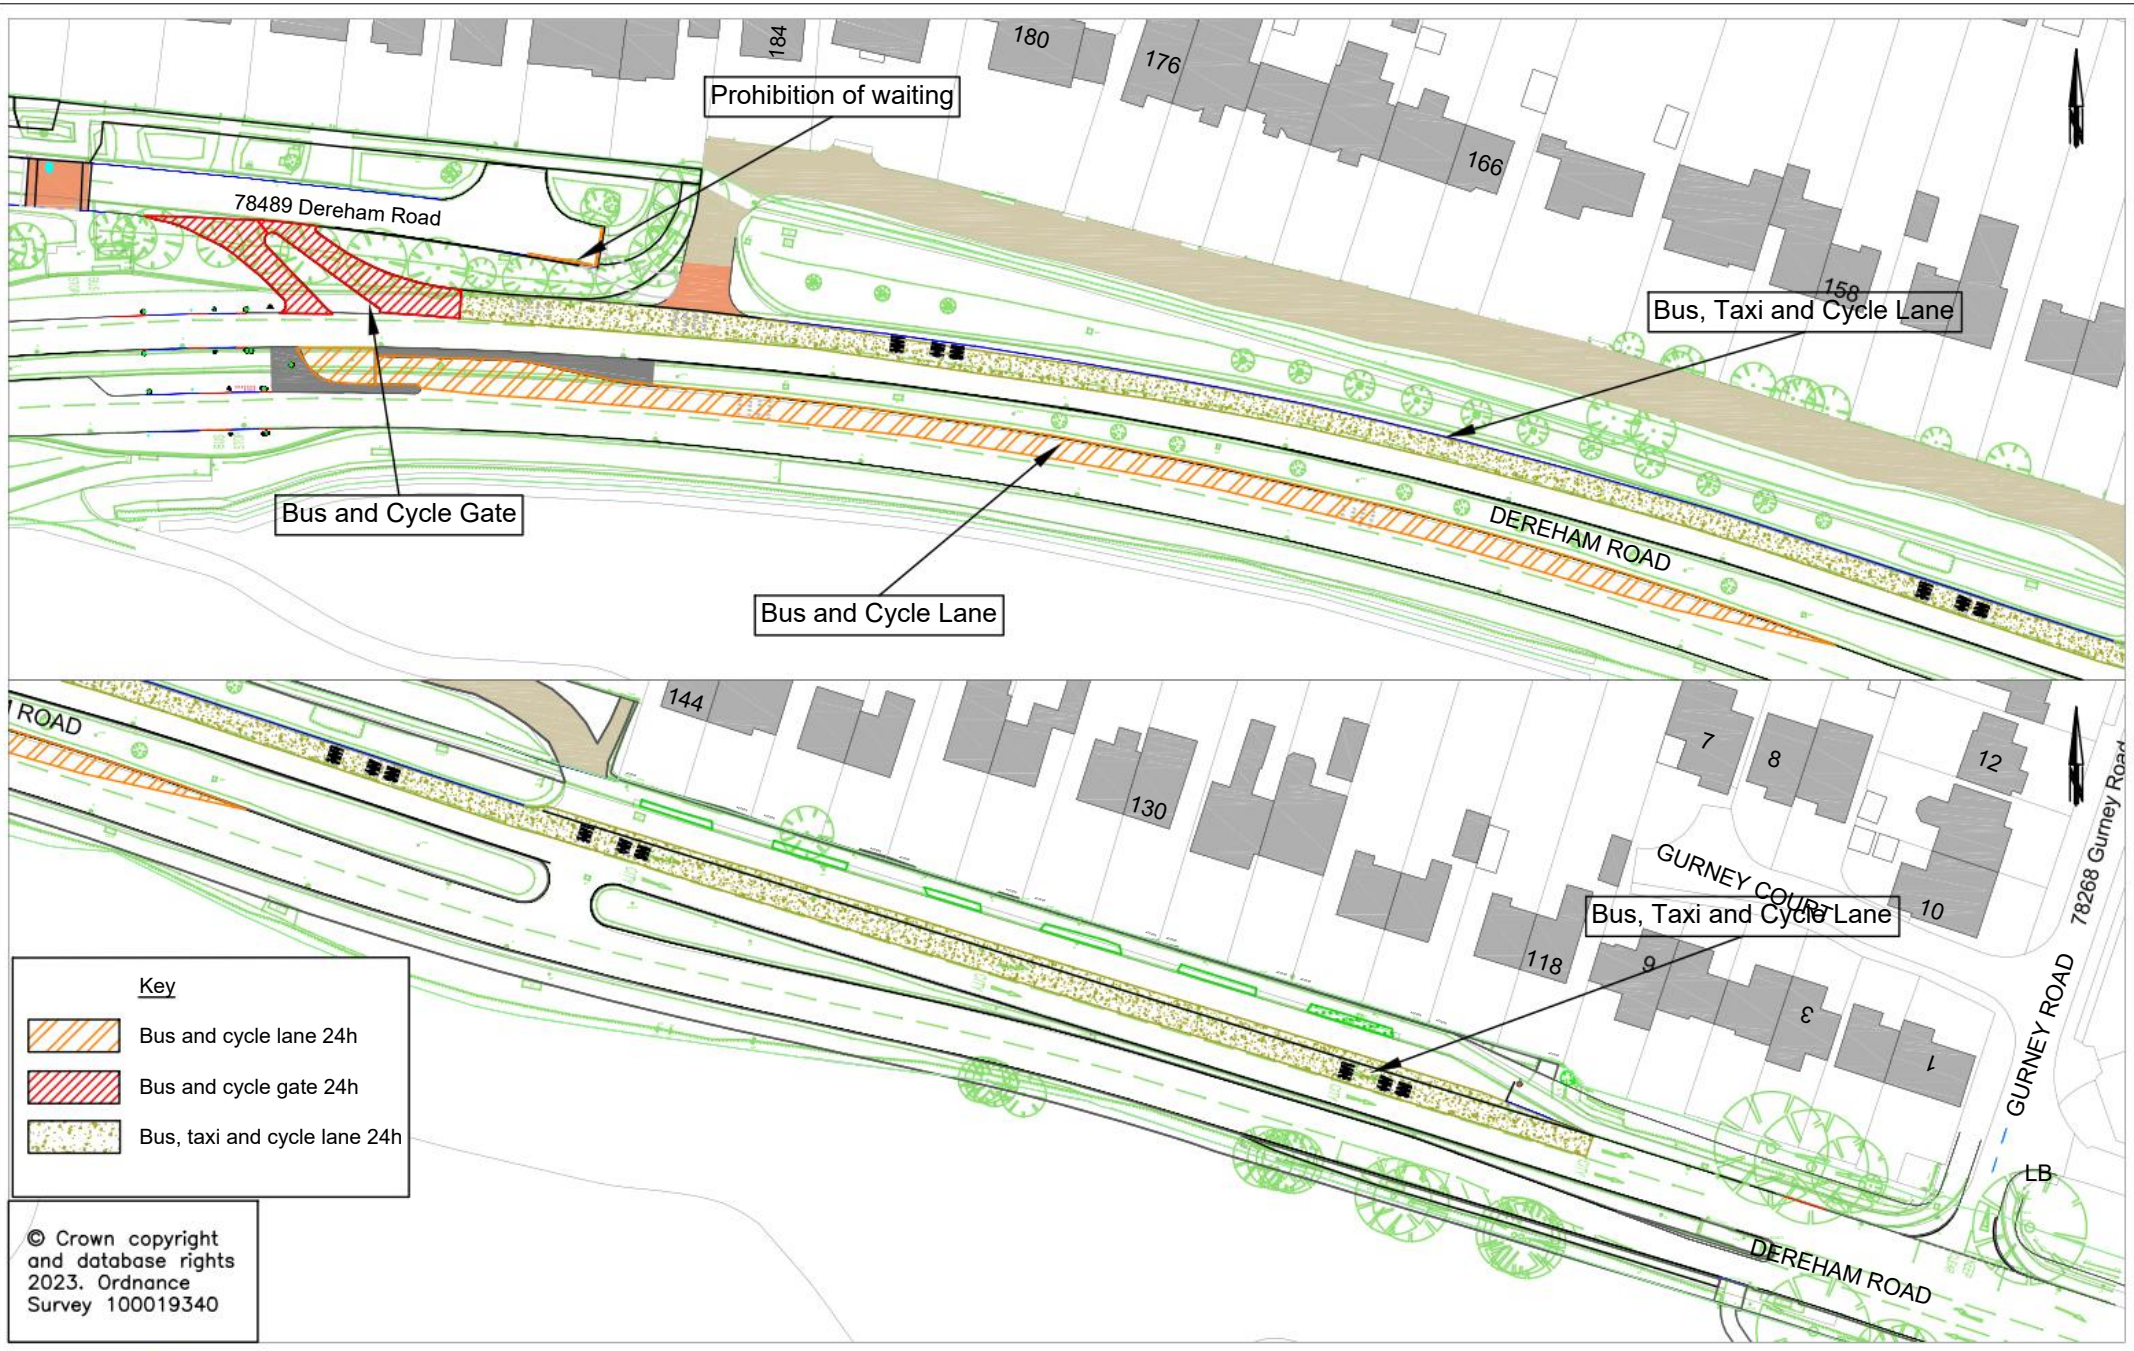 184
180
176
Prohibition of waiting
166
78489 Dereham Road
158
Bus, Taxi and Cycle Lane
Bus and Cycle Gate
DEREHAM ROAD
Bus and Cycle Lane
144
ROAD
7
8
12
130
78268 Gurney Road
GURNEY COURT
10
Bus, Taxi and Cycle Lane
118
9
3
1
GURNEY ROAD
LB
DEREHAM ROAD
Key
Bus and cycle lane 24h
Bus and cycle gate 24h
Bus, taxi and cycle lane 24h
© Crown copyright
and database rights
2023. Ordnance
Survey 100019340